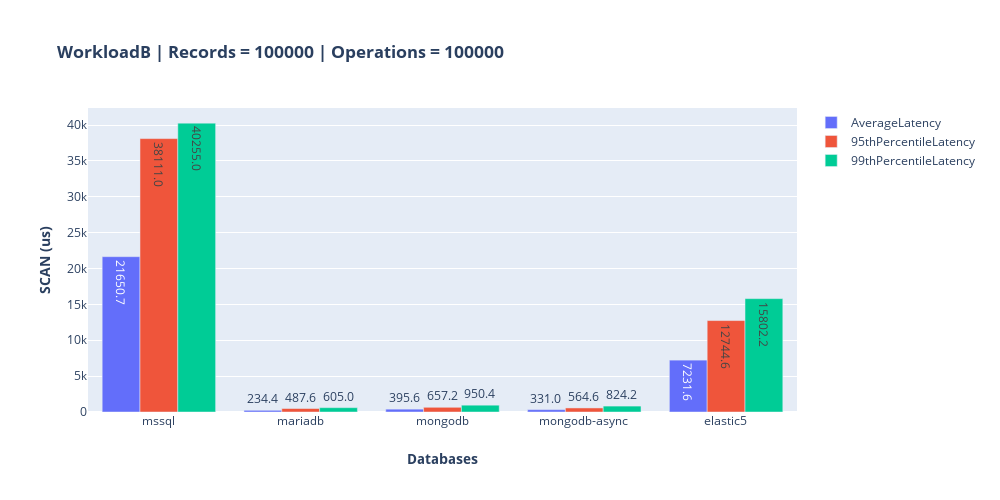 WorkloadB | Records = 100000 | Operations = 100000
AverageLatency
95thPercentileLatency
99thPercentileLatency
SCAN (us)
40k
35k
30k
25k
20k
15k
10k
5k
0
21650.7
38111.0
40255.0
234.4 487.6 605.0
395.6 657.2 950.4
331.0 564.6 824.2
7231.6
12744.6
15802.2
mssql
mariadb
mongodb
mongodb-async
elastic5
Databases